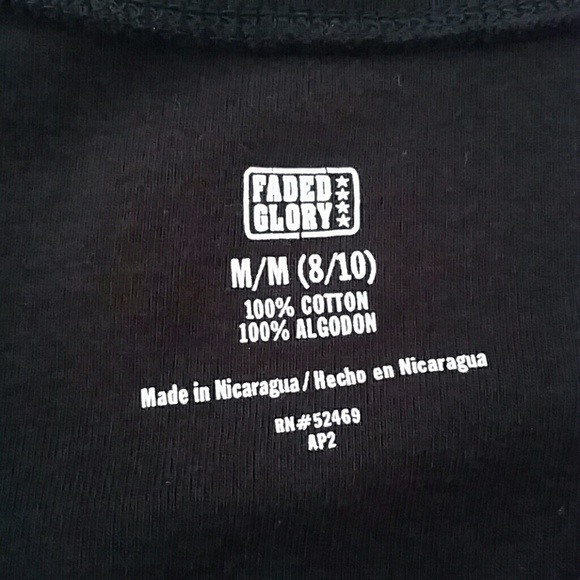 FADED
GLORY
M/M (8/10)
100% COTTON
100% ALGODON
Made in Nicaragua/Hecho en Nicaragua
RN#52469
AP2